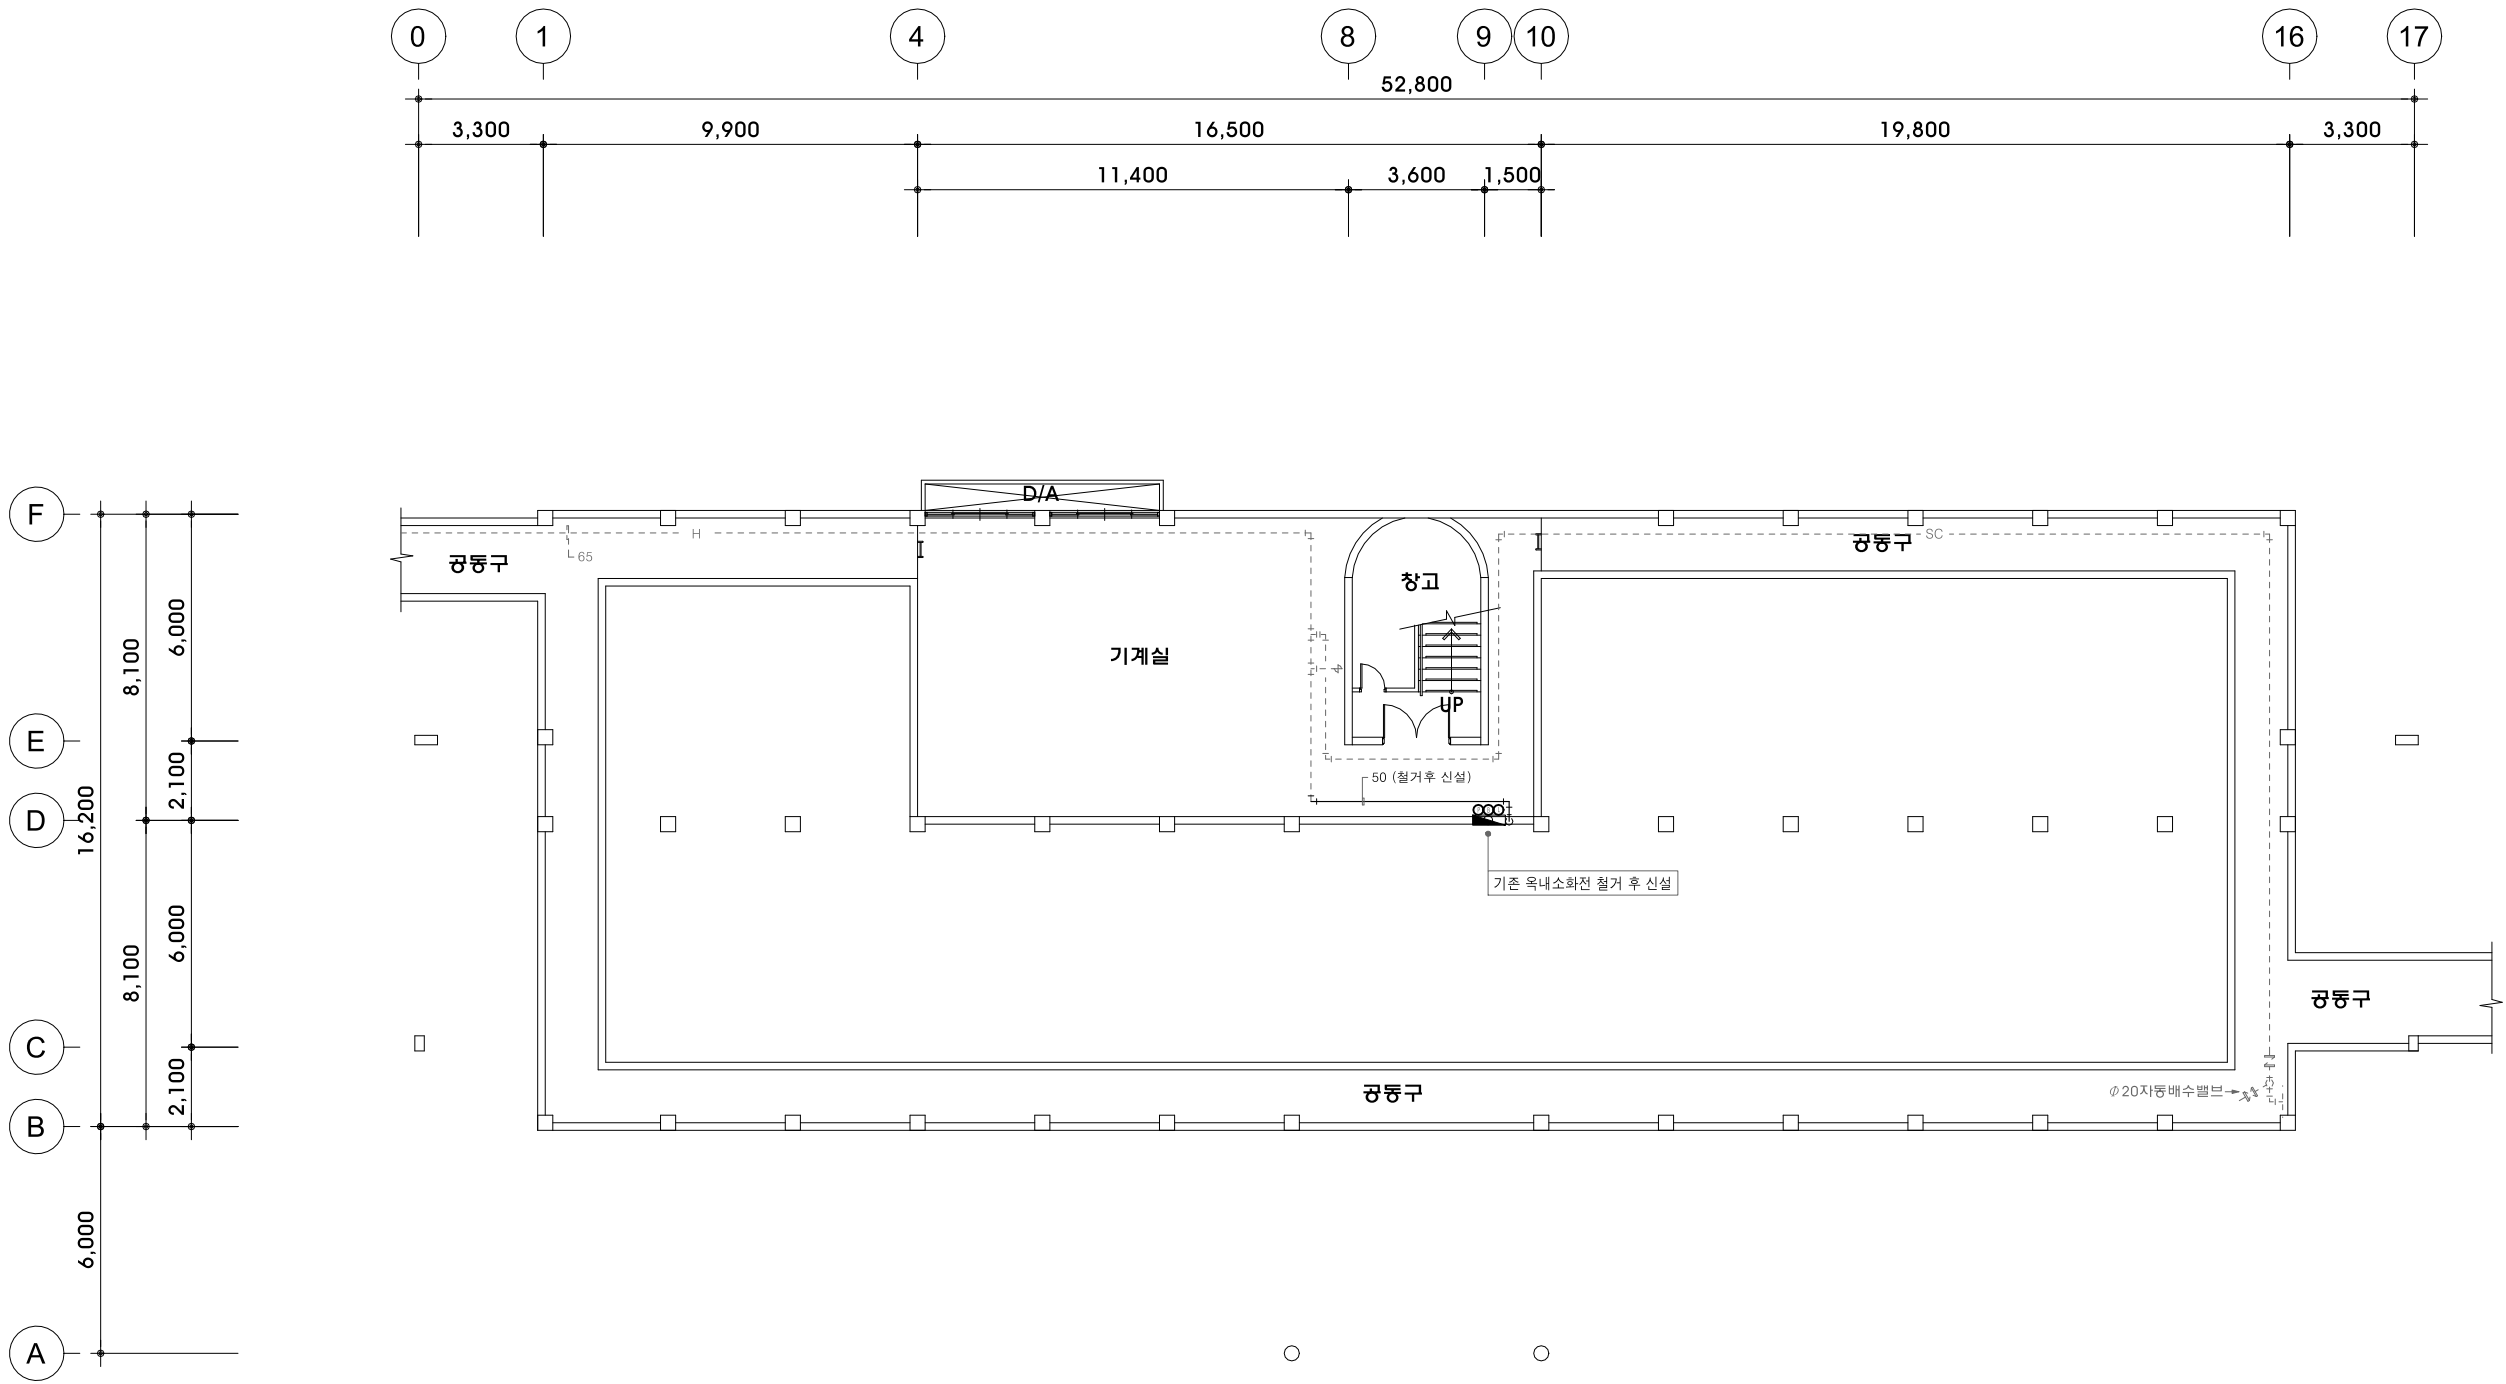 0 1 4 8 9 10 16 17
52,800
3,300 9,900 16,500 19,800 3,300
11,400 3,600 1,500
F
E
D
C
B
A
16,200
6,000
8,100
8,100
6,000
2,100
6,000
2,100
D/A
H
65
공동구
창고
공동구
SC
기계실
UP
50 (철거후 신설)
기존 옥내소화전 철거 후 신설
공동구
공동구
Ø20자동배수밸브